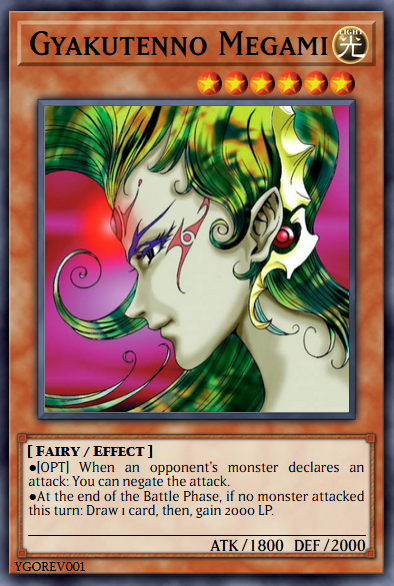 Gyakutenno Megami
LIGHT
光
[ Fairy / Effect ]
●[OPT] When an opponent's monster declares an
attack: You can negate the attack.
●At the end of the Battle Phase, if no monster attacked
this turn: Draw 1 card, then, gain 2000 LP.
ATK / 1800 DEF / 2000
YGOREV001